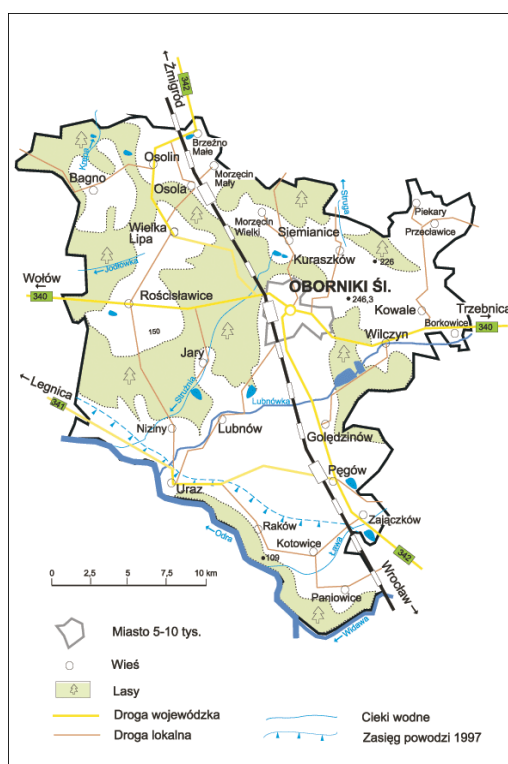 Żmigród
342
Brzeźno
Małe
Kuźna
Osolin
Morzęcin
Mały
Bagno
Osola
Struga
Piekary
Morzęcin
Wielki
Przecławice
Wielka
Lipa
Siemianice
Kuraszków
226
Jodłówka
Wołów
340
OBORNIKI ŚL.
246,3
Rościsławice
Kowale
Trzebnica
340
150
Borkowice
Wilczyn
Jary
Legnica
341
Strużnia
Lubnówka
Niziny
Lubnów
Golędzinów
Pęgów
Uraz
Zajączków
Raków
Odra
Kotowice
Ława
342
109
Wrocław
0 2,5 5 7,5 10 km
Paniowice
Widawa
Miasto 5-10 tys.
Wieś
Lasy
Droga wojewódzka
Cieki wodne
Droga lokalna
Zasięg powodzi 1997